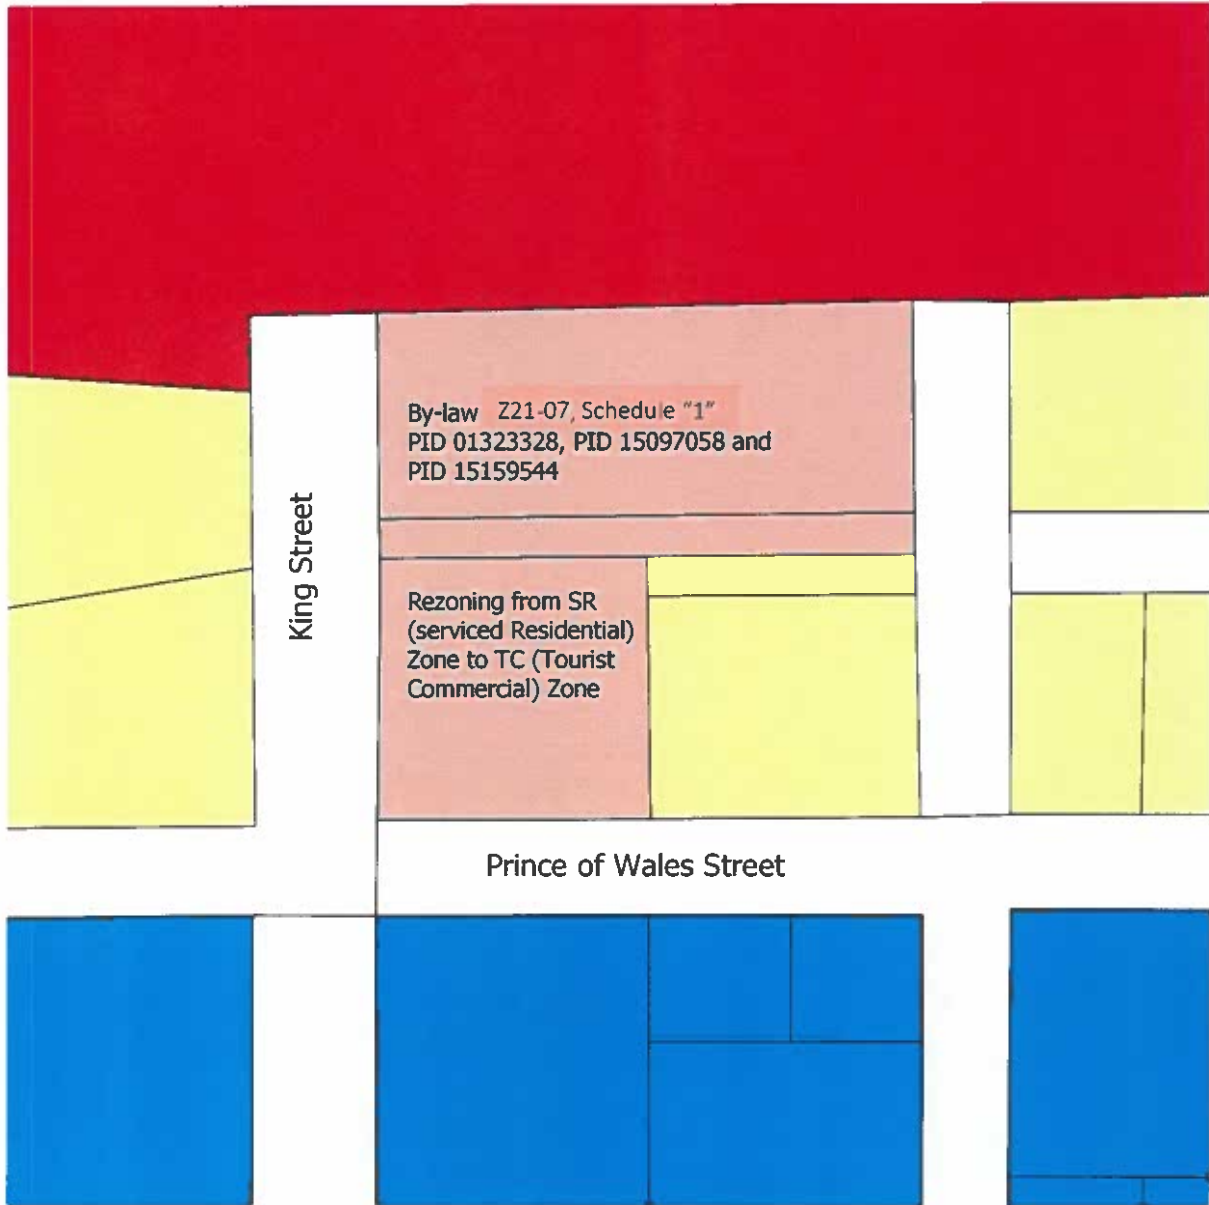 By-law Z21-07, Schedule "1"
PID 01323328, PID 15097058 and
PID 15159544
King Street
Rezoning from SR
(serviced Residential)
Zone to TC (Tourist
Commercial) Zone
Prince of Wales Street